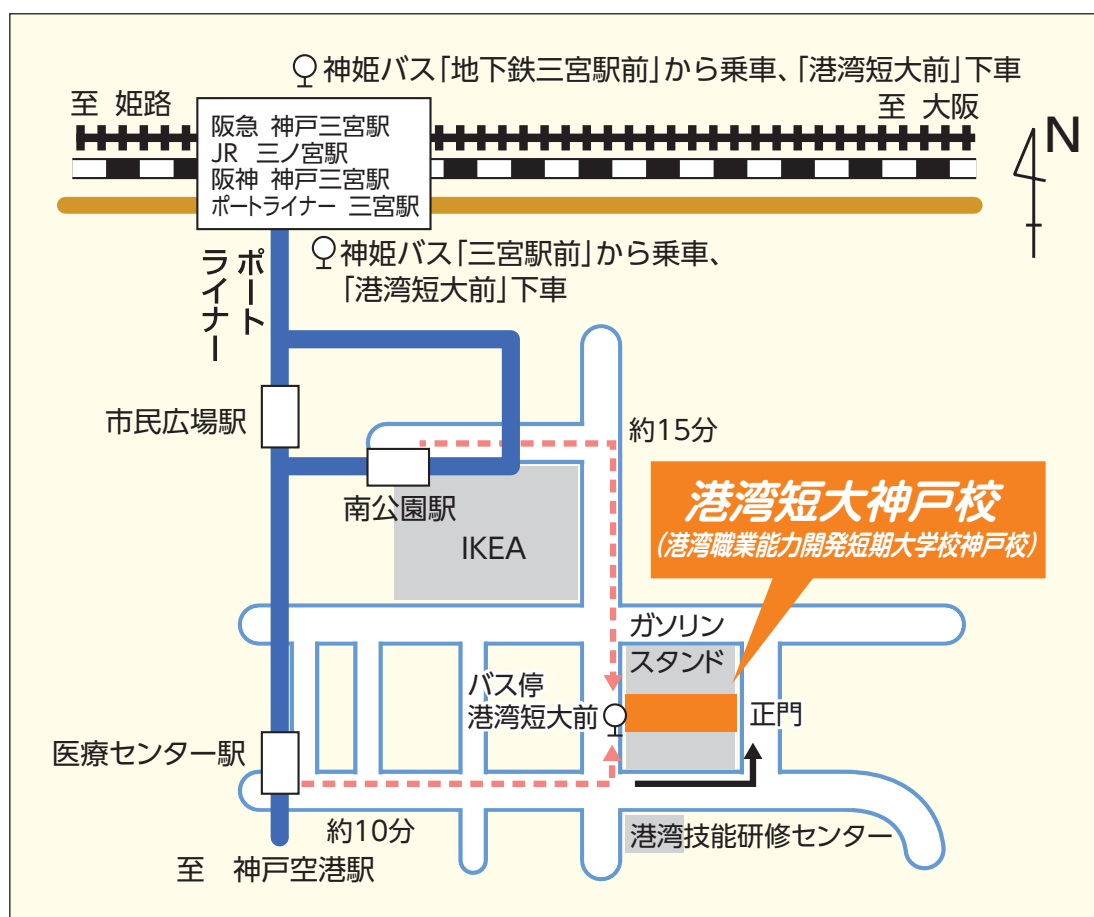 神姫バス「地下鉄三宮駅前」から乗車、「港湾短大前」下車
至 姫路
至 大阪
阪急 神戸三宮駅
JR 三ノ宮駅
阪神 神戸三宮駅
ポートライナー 三宮駅
N
神姫バス「三宮駅前」から乗車、
「港湾短大前」下車
ポート
ライナー
市民広場駅
約15分
南公園駅
IKEA
港湾短大神戸校
(港湾職業能力開発短期大学校神戸校)
ガソリン
スタンド
バス停
港湾短大前
正門
医療センター駅
約10分
港湾技能研修センター
至 神戸空港駅